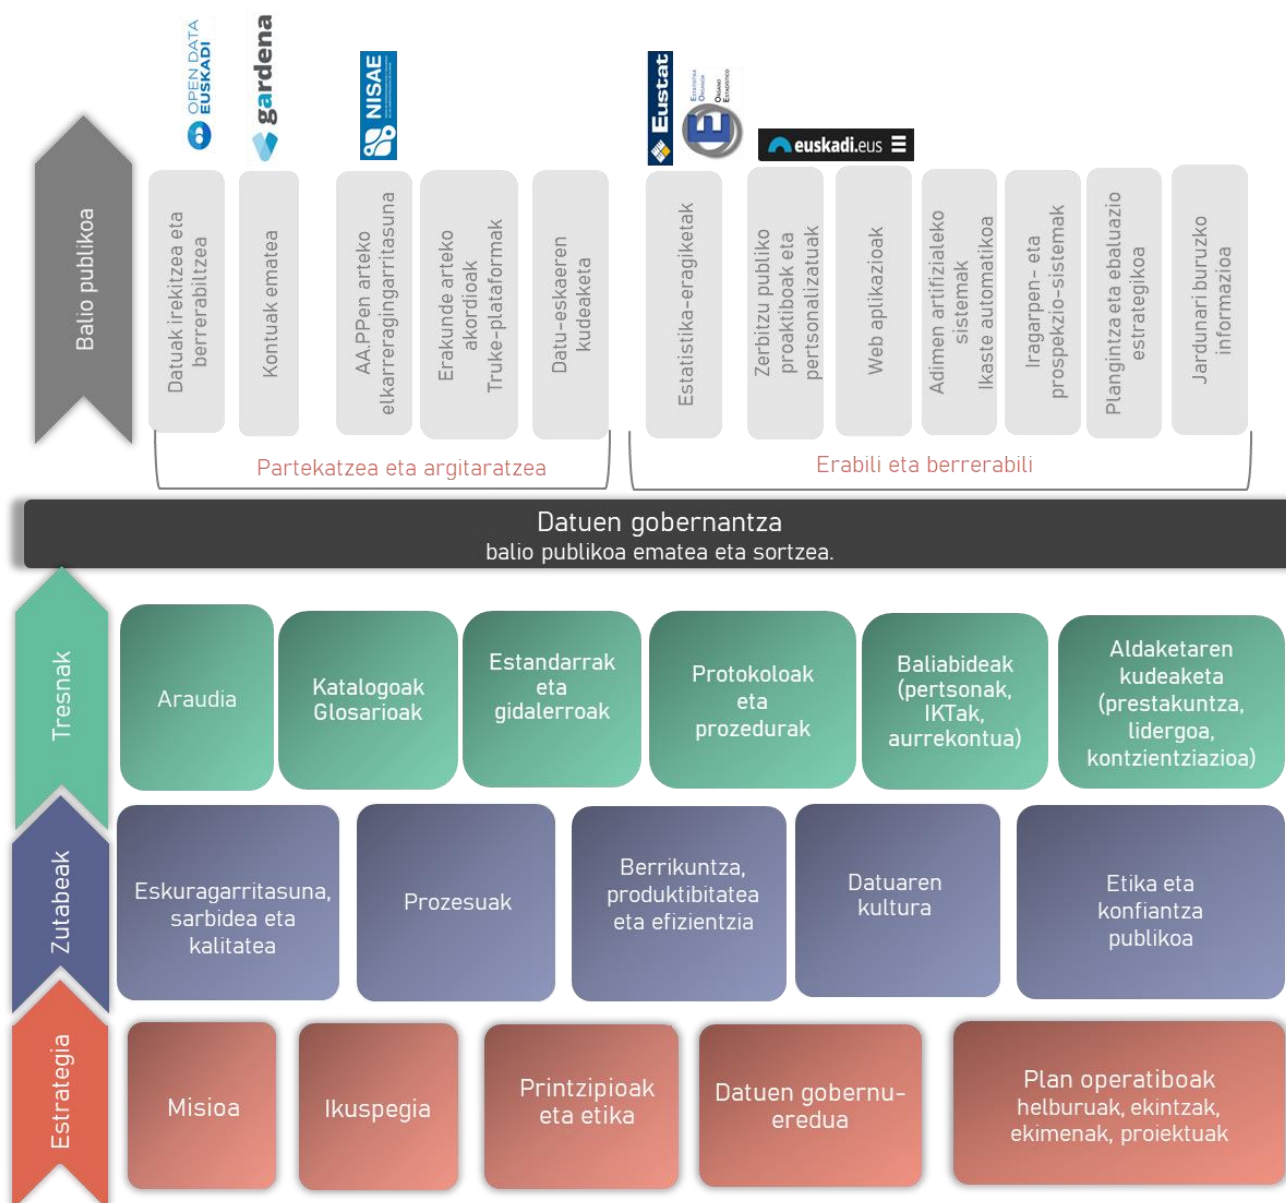 OPEN DATA
EUSKADI
gardena
NISAE
Eustat
ESTATISTIKA
ORGANOA
ORGANO
ESTADÍSTICO
euskadi.eus
Balio publikoa
Datuak irekitzea eta
berrerabiltzea
Kontuak ematea
AA.PPen arteko
elkarreragingarritasuna
Erakunde arteko
akordioak
Truke-plataformak
Datu-eskaeren
kudeaketa
Estatistika-eragiketak
Zerbitzu publiko
proaktiboak eta
pertsonalizatuak
Web aplikazioak
Adimen artifizialeko
sistemak
Ikaste automatikoa
Iragarpen- eta
prospekzio-sistemak
Plangintza eta ebaluazio
estrategikoa
Jardunari buruzko
informazioa
Partekatzea eta argitaratzea
Erabili eta berrerabili
Datuen gobernantza
balio publikoa ematea eta sortzea.
Tresnak
Araudia
Katalogoak
Glosarioak
Estandarrak
eta
gidalerroak
Protokoloak
eta
prozedurak
Baliabideak
(pertsonak,
IKTak,
aurrekontua)
Aldaketaren
kudeaketa
(prestakuntza,
lidergoa,
kontzientziazioa)
Zutabeak
Eskuragarritasuna,
sarbidea eta
kalitatea
Prozesuak
Berrikuntza,
produktibitatea
eta efizientzia
Datuaren
kultura
Etika eta
konfiantza
publikoa
Estrategia
Misioa
Ikuspegia
Printzipioak
eta etika
Datuen gobernu-
eredua
Plan operatiboak
helburuak, ekintzak,
ekimenak, proiektuak